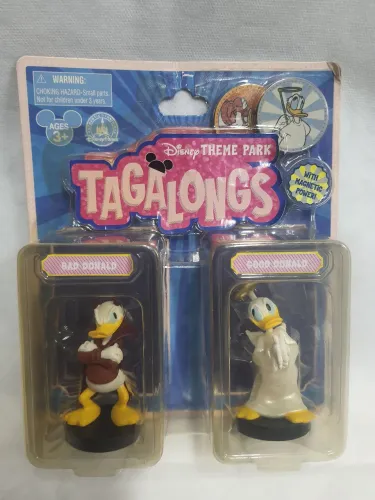 WARNING:
CHOKING HAZARD-Small parts.
Not for children under 3 years.
AGES
3+
Disney THEME PARK
TAGALONGS
WITH
MAGNETIC
POWER!
BAD DONALD
GOOD DONALD